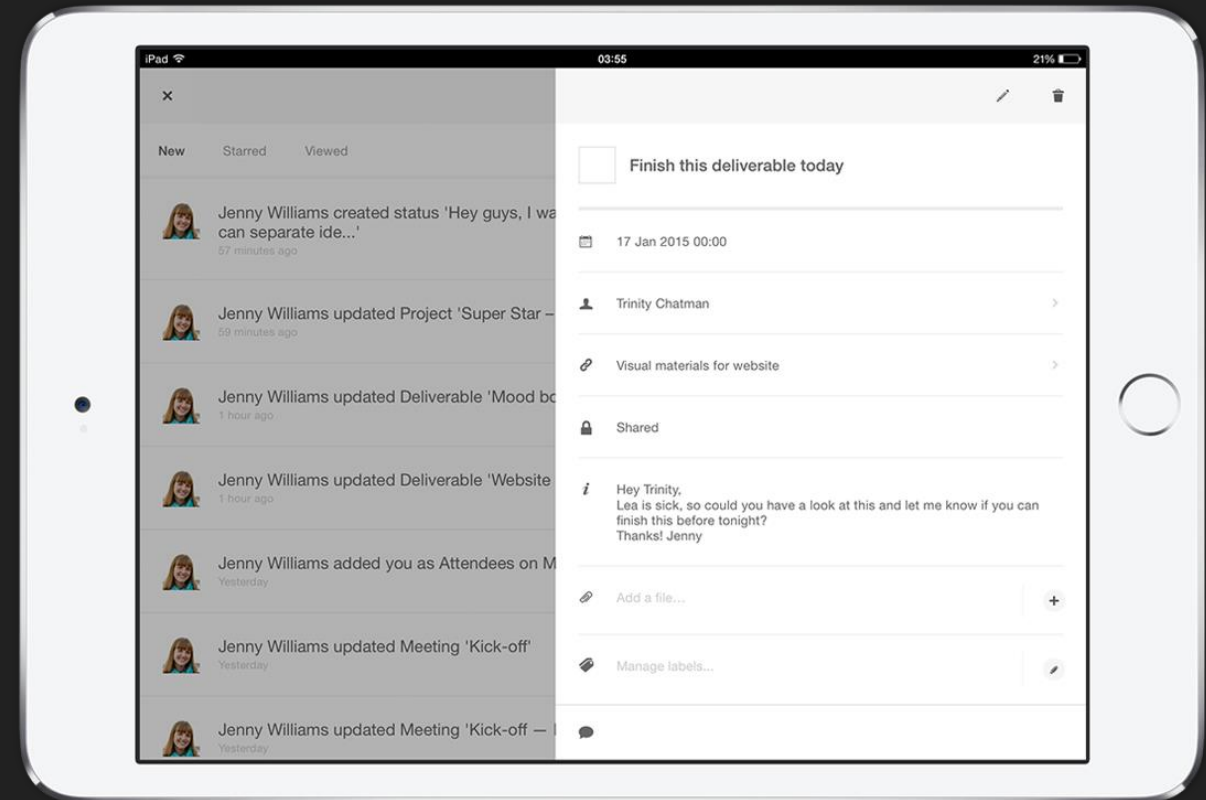 iPad
03:55
21%
New
Starred
Viewed
Jenny Williams created status 'Hey guys, I wa
can separate ide...'
57 minutes ago
Jenny Williams updated Project 'Super Star –
59 minutes ago
Jenny Williams updated Deliverable 'Mood bo
1 hour ago
Jenny Williams updated Deliverable 'Website
1 hour ago
Jenny Williams added you as Attendees on M
Yesterday
Jenny Williams updated Meeting 'Kick-off'
Yesterday
Jenny Williams updated Meeting 'Kick-off —
Yesterday
Finish this deliverable today
17 Jan 2015 00:00
Trinity Chatman
Visual materials for website
Shared
Hey Trinity,
Lea is sick, so could you have a look at this and let me know if you can
finish this before tonight?
Thanks! Jenny
Add a file...
Manage labels...